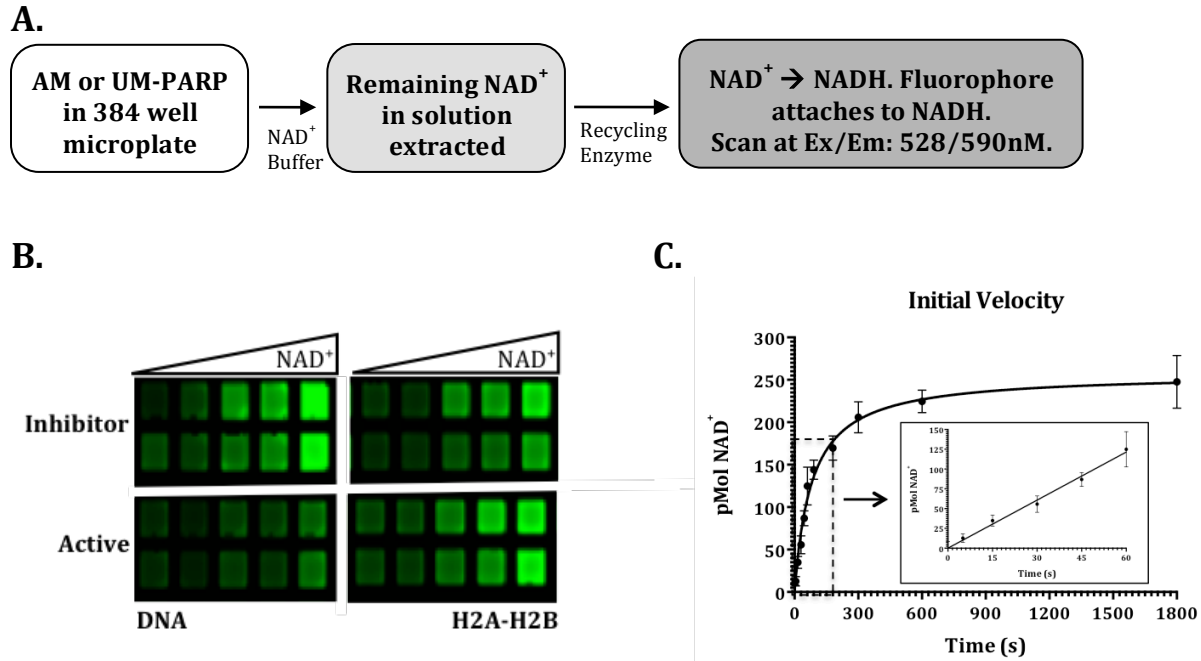 A.
AM or UM-PARP
in 384 well
microplate
NAD+
Buffer
Remaining NAD+
in solution
extracted
Recycling
Enzyme
NAD+ → NADH. Fluorophore
attaches to NADH.
Scan at Ex/Em: 528/590nM.
B.
NAD+
NAD+
Inhibitor
Active
DNA
H2A-H2B
C.
Initial Velocity
pMol NAD+
300
250
200
150
100
50
0
0
300
600
900
1200
1500
1800
Time (s)
pMol NAD+
150
125
100
75
50
25
0
0
15
30
45
60
Time (s)